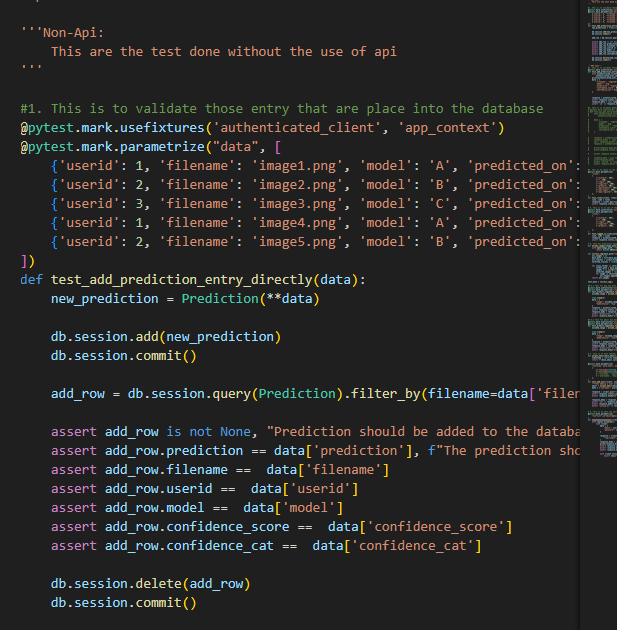 '''Non-Api:
    This are the test done without the use of api
'''
#1. This is to validate those entry that are place into the database
@pytest.mark.usefixtures('authenticated_client', 'app_context')
@pytest.mark.parametrize("data", [
    {'userid': 1, 'filename': 'image1.png', 'model': 'A', 'predicted_on':
    {'userid': 2, 'filename': 'image2.png', 'model': 'B', 'predicted_on':
    {'userid': 3, 'filename': 'image3.png', 'model': 'C', 'predicted_on':
    {'userid': 1, 'filename': 'image4.png', 'model': 'A', 'predicted_on':
    {'userid': 2, 'filename': 'image5.png', 'model': 'B', 'predicted_on':
])
def test_add_prediction_entry_directly(data):
    new_prediction = Prediction(**data)
    db.session.add(new_prediction)
    db.session.commit()
    add_row = db.session.query(Prediction).filter_by(filename=data['filen
    assert add_row is not None, "Prediction should be added to the databa
    assert add_row.prediction == data['prediction'], f"The prediction sho
    assert add_row.filename ==  data['filename']
    assert add_row.userid ==  data['userid']
    assert add_row.model ==  data['model']
    assert add_row.confidence_score ==  data['confidence_score']
    assert add_row.confidence_cat ==  data['confidence_cat']
    db.session.delete(add_row)
    db.session.commit()